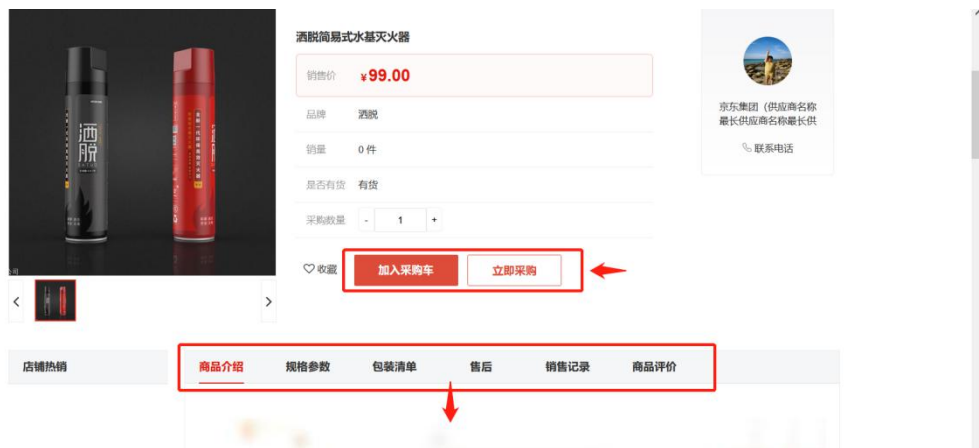 洒脱简易式水基灭火器
销售价 ¥99.00
品牌 洒脱
销量 0 件
是否有货 有货
采购数量 - 1 +
收藏 加入采购车 立即采购
京东集团（供应商名称
最长供应商名称最长供
联系电话
洒脱
洒脱
店铺热销
商品介绍 规格参数 包装清单 售后 销售记录 商品评价